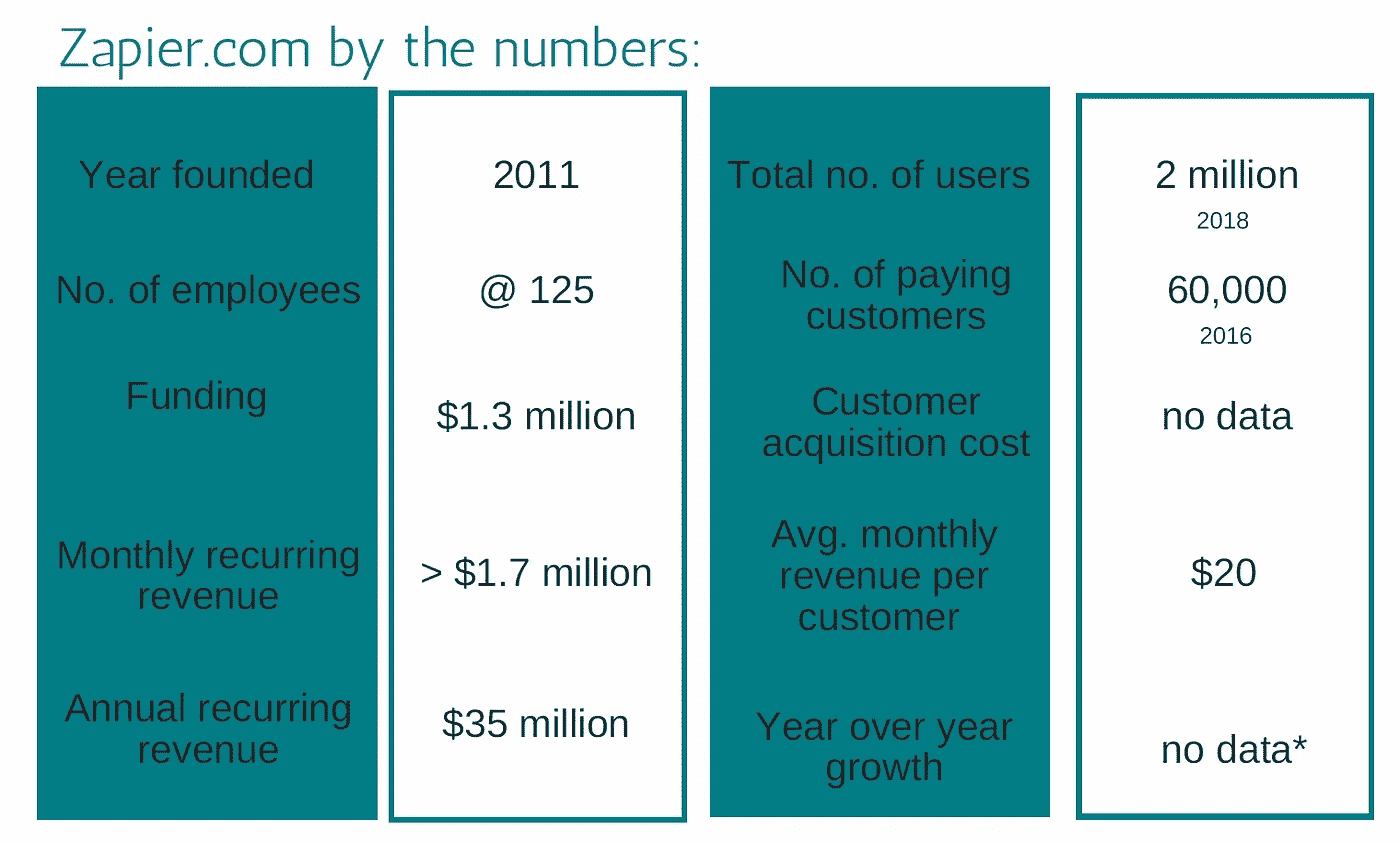 Zapier.com by the numbers:
Year founded
2011
No. of employees
@ 125
Funding
$1.3 million
Monthly recurring
revenue
> $1.7 million
Annual recurring
revenue
$35 million
Total no. of users
2 million
2018
No. of paying
customers
60,000
2016
Customer
acquisition cost
no data
Avg. monthly
revenue per
customer
$20
Year over year
growth
no data*